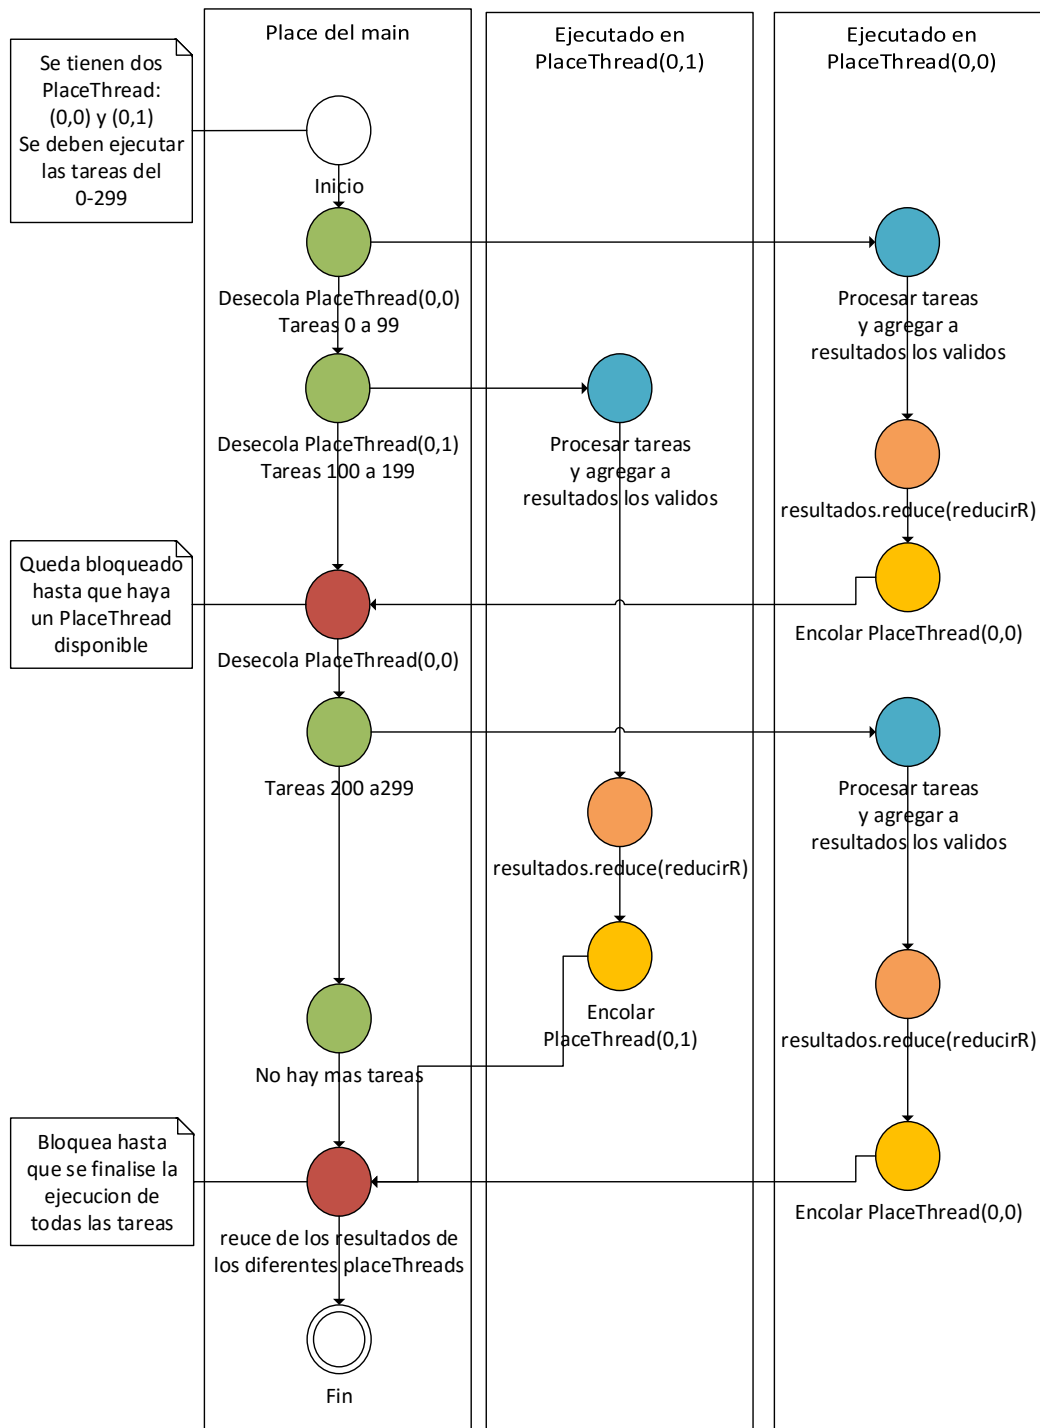 Place del main
Ejecutado en
PlaceThread(0,1)
Ejecutado en
PlaceThread(0,0)
Se tienen dos
PlaceThread:
(0,0) y (0,1)
Se deben ejecutar
las tareas del
0-299
Inicio
Desecola PlaceThread(0,0)
Tareas 0 a 99
Procesar tareas
y agregar a
resultados los validos
Desecola PlaceThread(0,1)
Tareas 100 a 199
Procesar tareas
y agregar a
resultados los validos
resultados.reduce(reducirR)
Queda bloqueado
hasta que haya
un PlaceThread
disponible
Desecola PlaceThread(0,0)
Encolar PlaceThread(0,0)
Tareas 200 a299
Procesar tareas
y agregar a
resultados los validos
resultados.reduce(reducirR)
Encolar
PlaceThread(0,1)
resultados.reduce(reducirR)
No hay mas tareas
Bloquea hasta
que se finalise la
ejecucion de
todas las tareas
reuce de los resultados de
los diferentes placeThreads
Encolar PlaceThread(0,0)
Fin